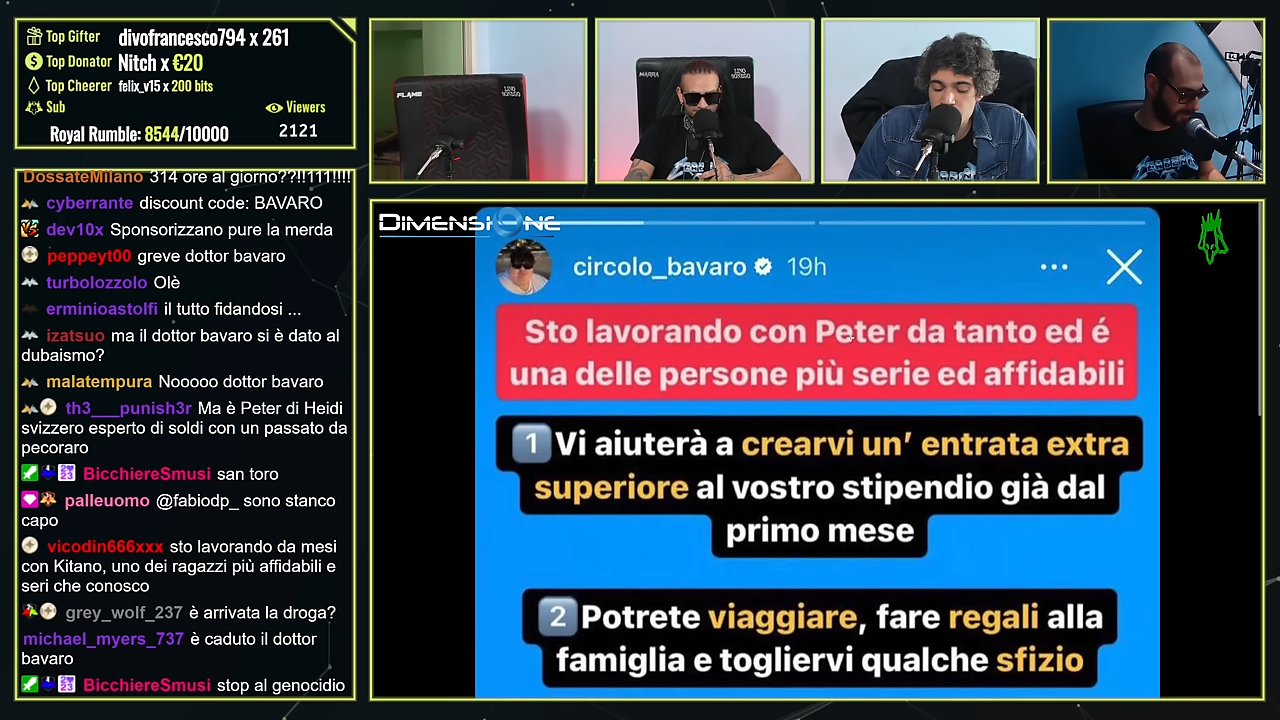 Top Gifter divofrancesco794 x 261
Top Donator Nitch x €20
Top Cheerer felix_v15 x 200 bits
Sub Viewers
Royal Rumble: 8544/10000 2121
DossateMilano 314 ore al giorno??!!111!!!!
cyberrante discount code: BAVARO
dev10x Sponsorizzano pure la merda
peppeyt00 greve dottor bavaro
turbolozzolo Olè
erminioastolfi il tutto fidandosi ...
izatsuo ma il dottor bavaro si è dato al
dubaismo?
malatempura Nooooo dottor bavaro
th3___punish3r Ma è Peter di Heidi
svizzero esperto di soldi con un passato da
pecoraro
BicchiereSmusi san toro
palleuomo @fabiodp_ sono stanco
capo
vicodin666xxx sto lavorando da mesi
con Kitano, uno dei ragazzi più affidabili e
seri che conosco
grey_wolf_237 è arrivata la droga?
michael_myers_737 è caduto il dottor
bavaro
BicchiereSmusi stop al genocidio
FLAME
MARRA
DIMENSIONE
circolo_bavaro 19h
Sto lavorando con Peter da tanto ed é
una delle persone più serie ed affidabili
1 Vi aiuterà a crearvi un' entrata extra
superiore al vostro stipendio già dal
primo mese
2 Potrete viaggiare, fare regali alla
famiglia e togliervi qualche sfizio